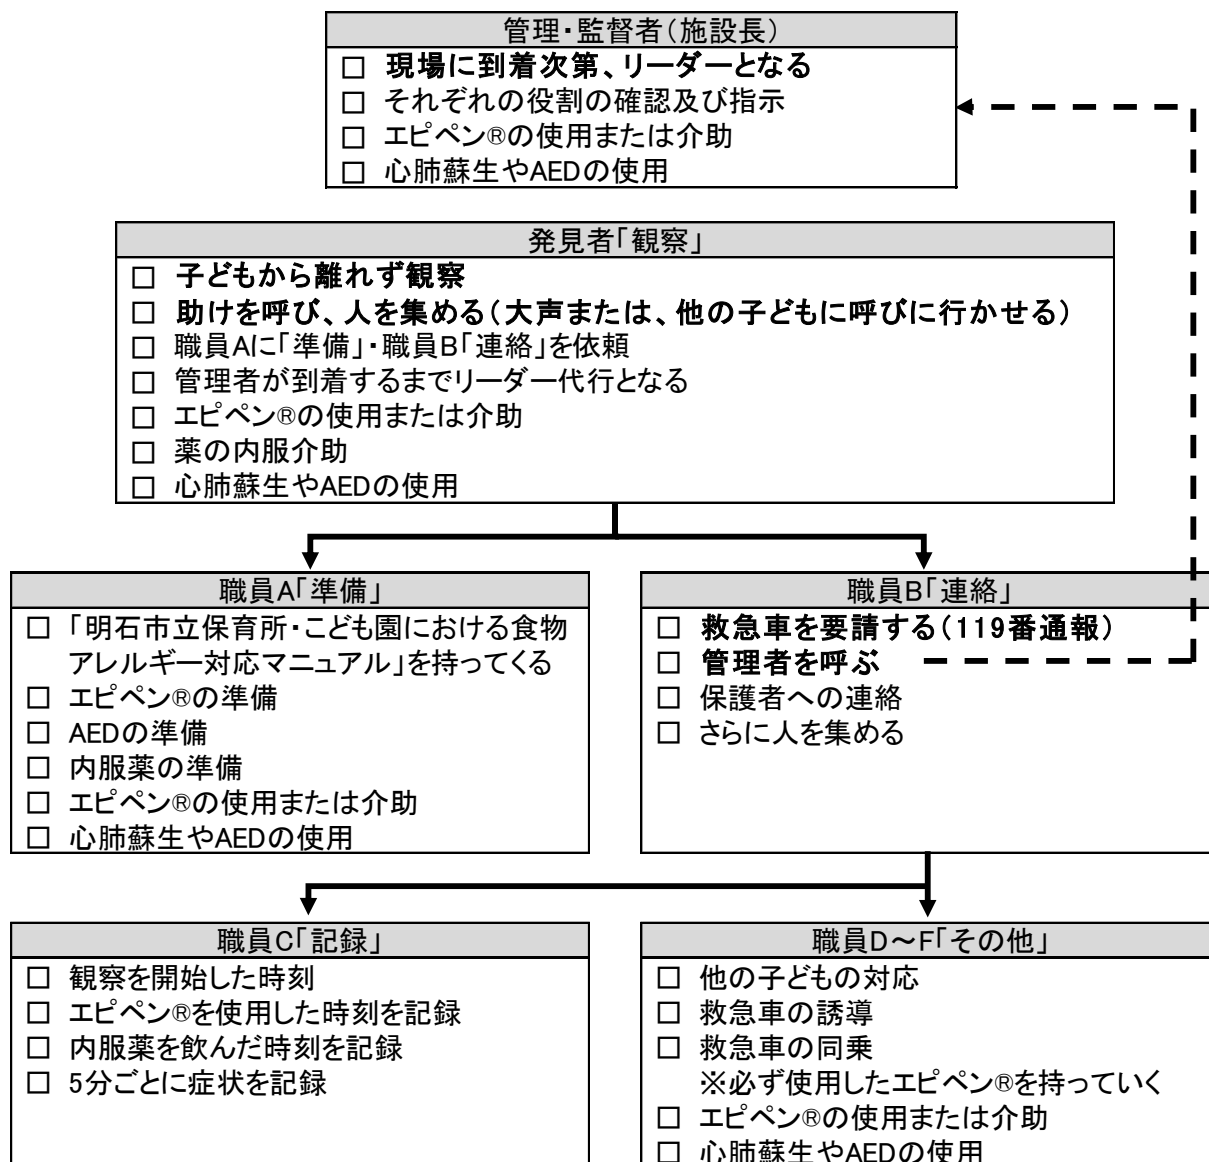 管理・監督者（施設長）
□ 現場に到着次第、リーダーとなる
□ それぞれの役割の確認及び指示
□ エピペン®の使用または介助
□ 心肺蘇生やAEDの使用
発見者「観察」
□ 子どもから離れず観察
□ 助けを呼び、人を集める（大声または、他の子どもに呼びに行かせる）
□ 職員Aに「準備」・職員B「連絡」を依頼
□ 管理者が到着するまでリーダー代行となる
□ エピペン®の使用または介助
□ 薬の内服介助
□ 心肺蘇生やAEDの使用
職員A「準備」
□ 「明石市立保育所・こども園における食物
アレルギー対応マニュアル」を持ってくる
□ エピペン®の準備
□ AEDの準備
□ 内服薬の準備
□ エピペン®の使用または介助
□ 心肺蘇生やAEDの使用
職員B「連絡」
□ 救急車を要請する（119番通報）
□ 管理者を呼ぶ
□ 保護者への連絡
□ さらに人を集める
職員C「記録」
□ 観察を開始した時刻
□ エピペン®を使用した時刻を記録
□ 内服薬を飲んだ時刻を記録
□ 5分ごとに症状を記録
職員D～F「その他」
□ 他の子どもの対応
□ 救急車の誘導
□ 救急車の同乗
※必ず使用したエピペン®を持っていく
□ エピペン®の使用または介助
□ 心肺蘇生やAEDの使用